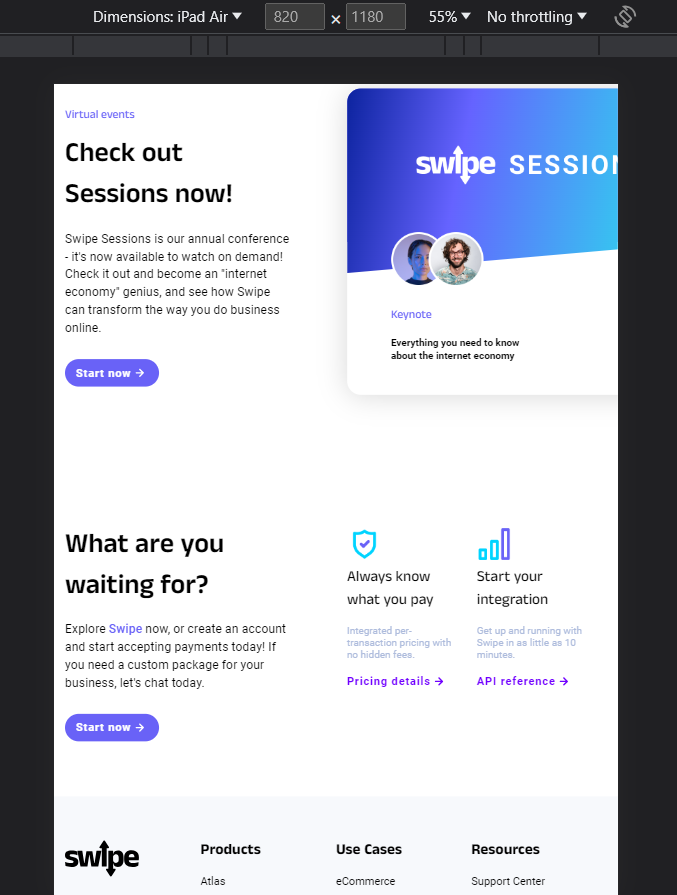 Dimensions: iPad Air
820 × 1180
55%
No throttling
Virtual events
Check out
Sessions now!
Swipe Sessions is our annual conference
- it's now available to watch on demand!
Check it out and become an "internet
economy" genius, and see how Swipe
can transform the way you do business
online.
Start now →
swipe SESSION
Keynote
Everything you need to know
about the internet economy
What are you
waiting for?
Explore Swipe now, or create an account
and start accepting payments today! If
you need a custom package for your
business, let's chat today.
Start now →
Always know
what you pay
Integrated per-
transaction pricing with
no hidden fees.
Pricing details →
Start your
integration
Get up and running with
Swipe in as little as 10
minutes.
API reference →
swipe
Products
Atlas
Use Cases
eCommerce
Resources
Support Center